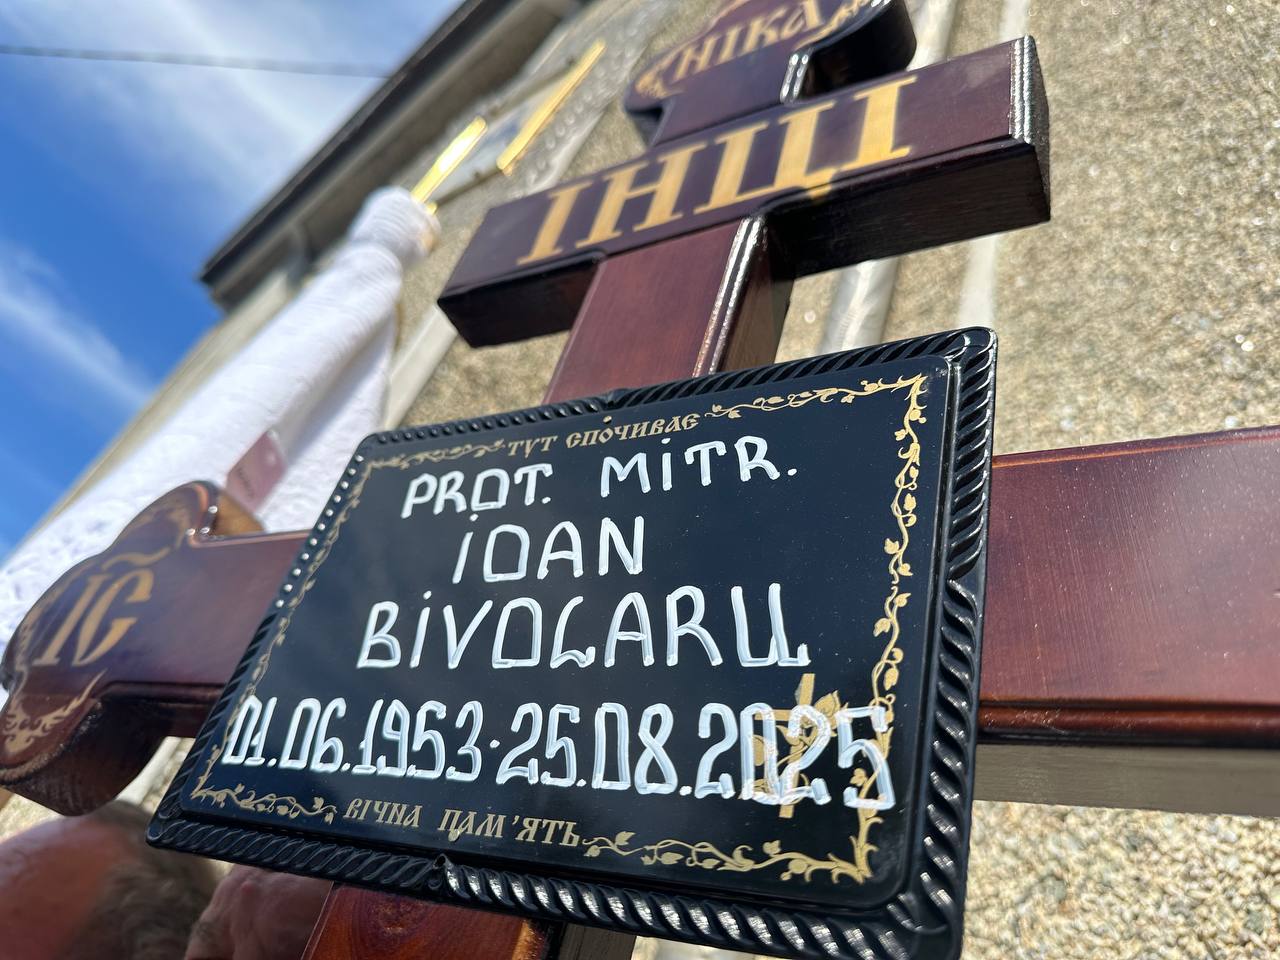 НІКА
ІНЦІ
ІС
ТУТ СПОЧИВАЄ
PROT. MiTR.
iOAN
BiVOLARU
01.06.1953-25.08.2025
ВІЧНА ПАМ'ЯТЬ